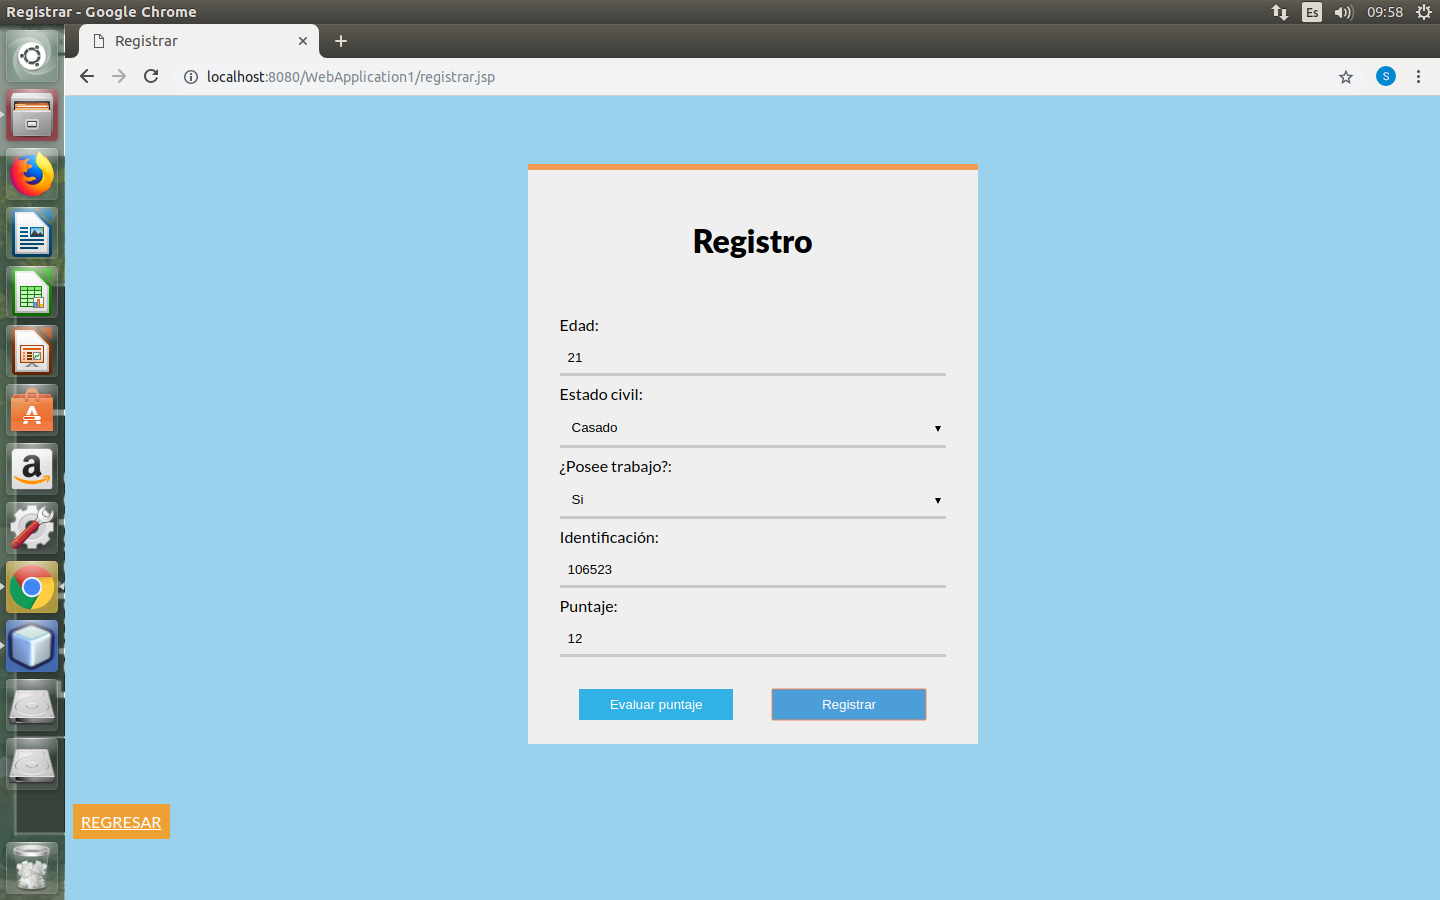 Registrar - Google Chrome
Es
09:58
Registrar
localhost:8080/WebApplication1/registrar.jsp
S
Registro
Edad:
21
Estado civil:
Casado
¿Posee trabajo?:
Si
Identificación:
106523
Puntaje:
12
Evaluar puntaje
Registrar
REGRESAR